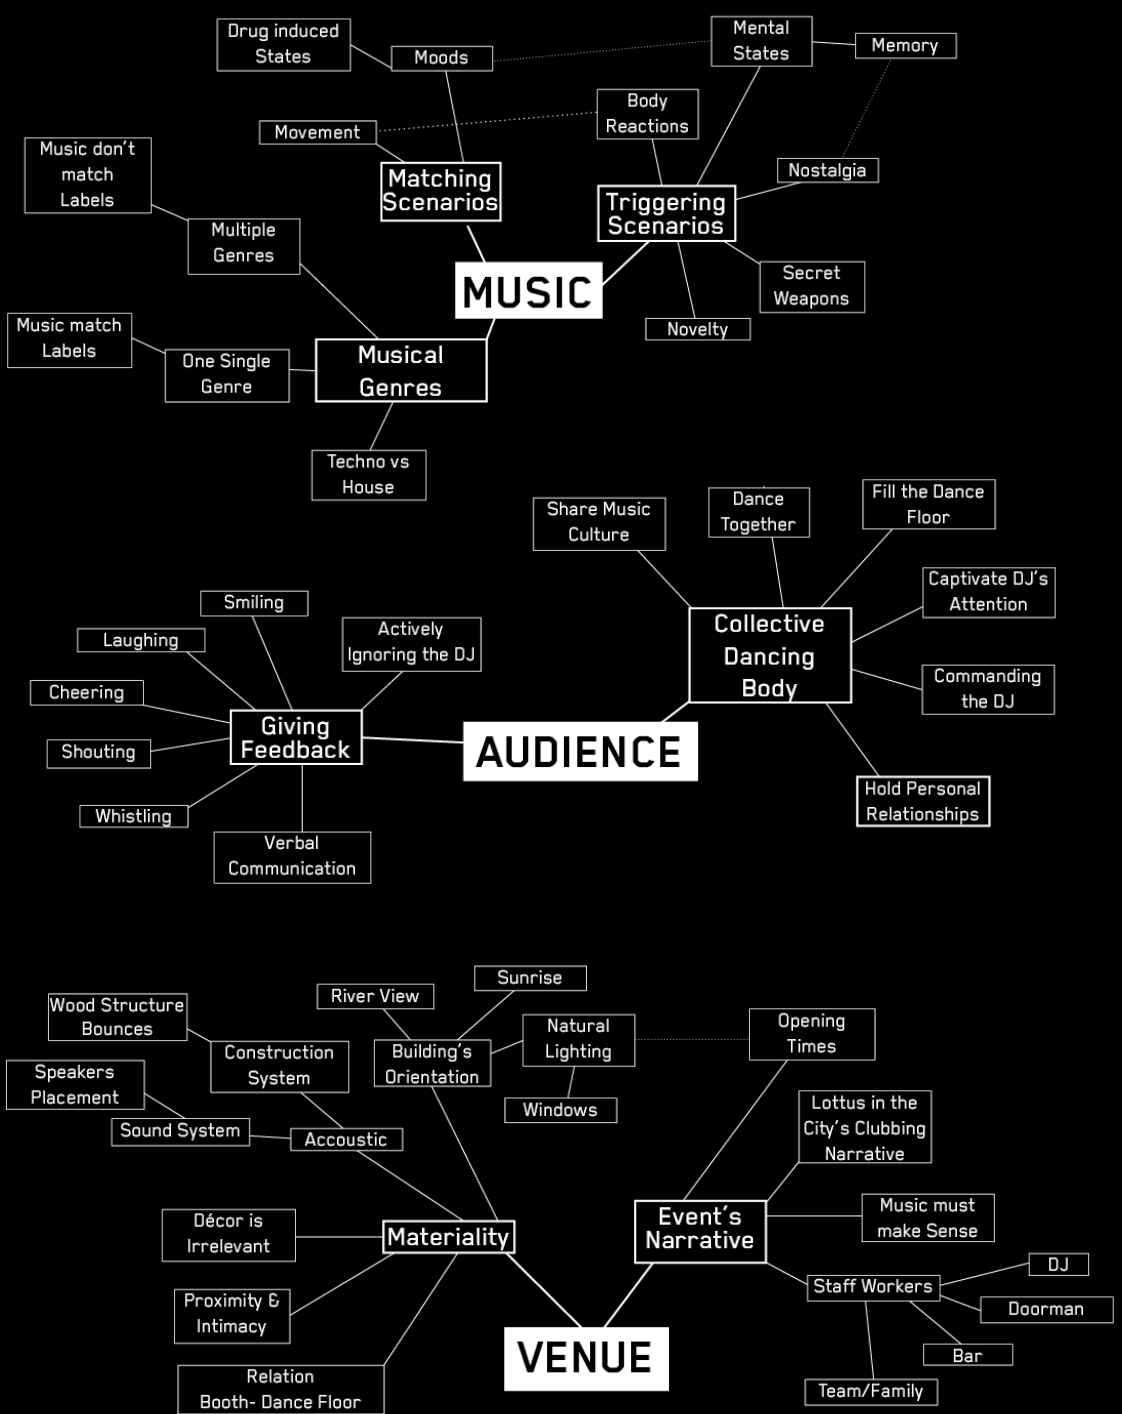 Drug induced
States
Moods
Mental
States
Memory
Movement
Body
Reactions
Music don't
match
Labels
Matching
Scenarios
Nostalgia
Triggering
Scenarios
Multiple
Genres
Secret
Weapons
MUSIC
Novelty
Music match
Labels
One Single
Genre
Musical
Genres
Techno vs
House
Share Music
Culture
Dance
Together
Fill the Dance
Floor
Captivate DJ's
Attention
Smiling
Laughing
Actively
Ignoring the DJ
Collective
Dancing
Body
Commanding
the DJ
Cheering
Giving
Feedback
Shouting
AUDIENCE
Hold Personal
Relationships
Whistling
Verbal
Communication
Sunrise
River View
Wood Structure
Bounces
Natural
Lighting
Opening
Times
Construction
System
Building's
Orientation
Speakers
Placement
Windows
Lottus in the
City's Clubbing
Narrative
Sound System
Accoustic
Décor is
Irrelevant
Materiality
Event's
Narrative
Music must
make Sense
Staff Workers
DJ
Proximity &
Intimacy
Doorman
VENUE
Bar
Relation
Booth- Dance Floor
Team/Family